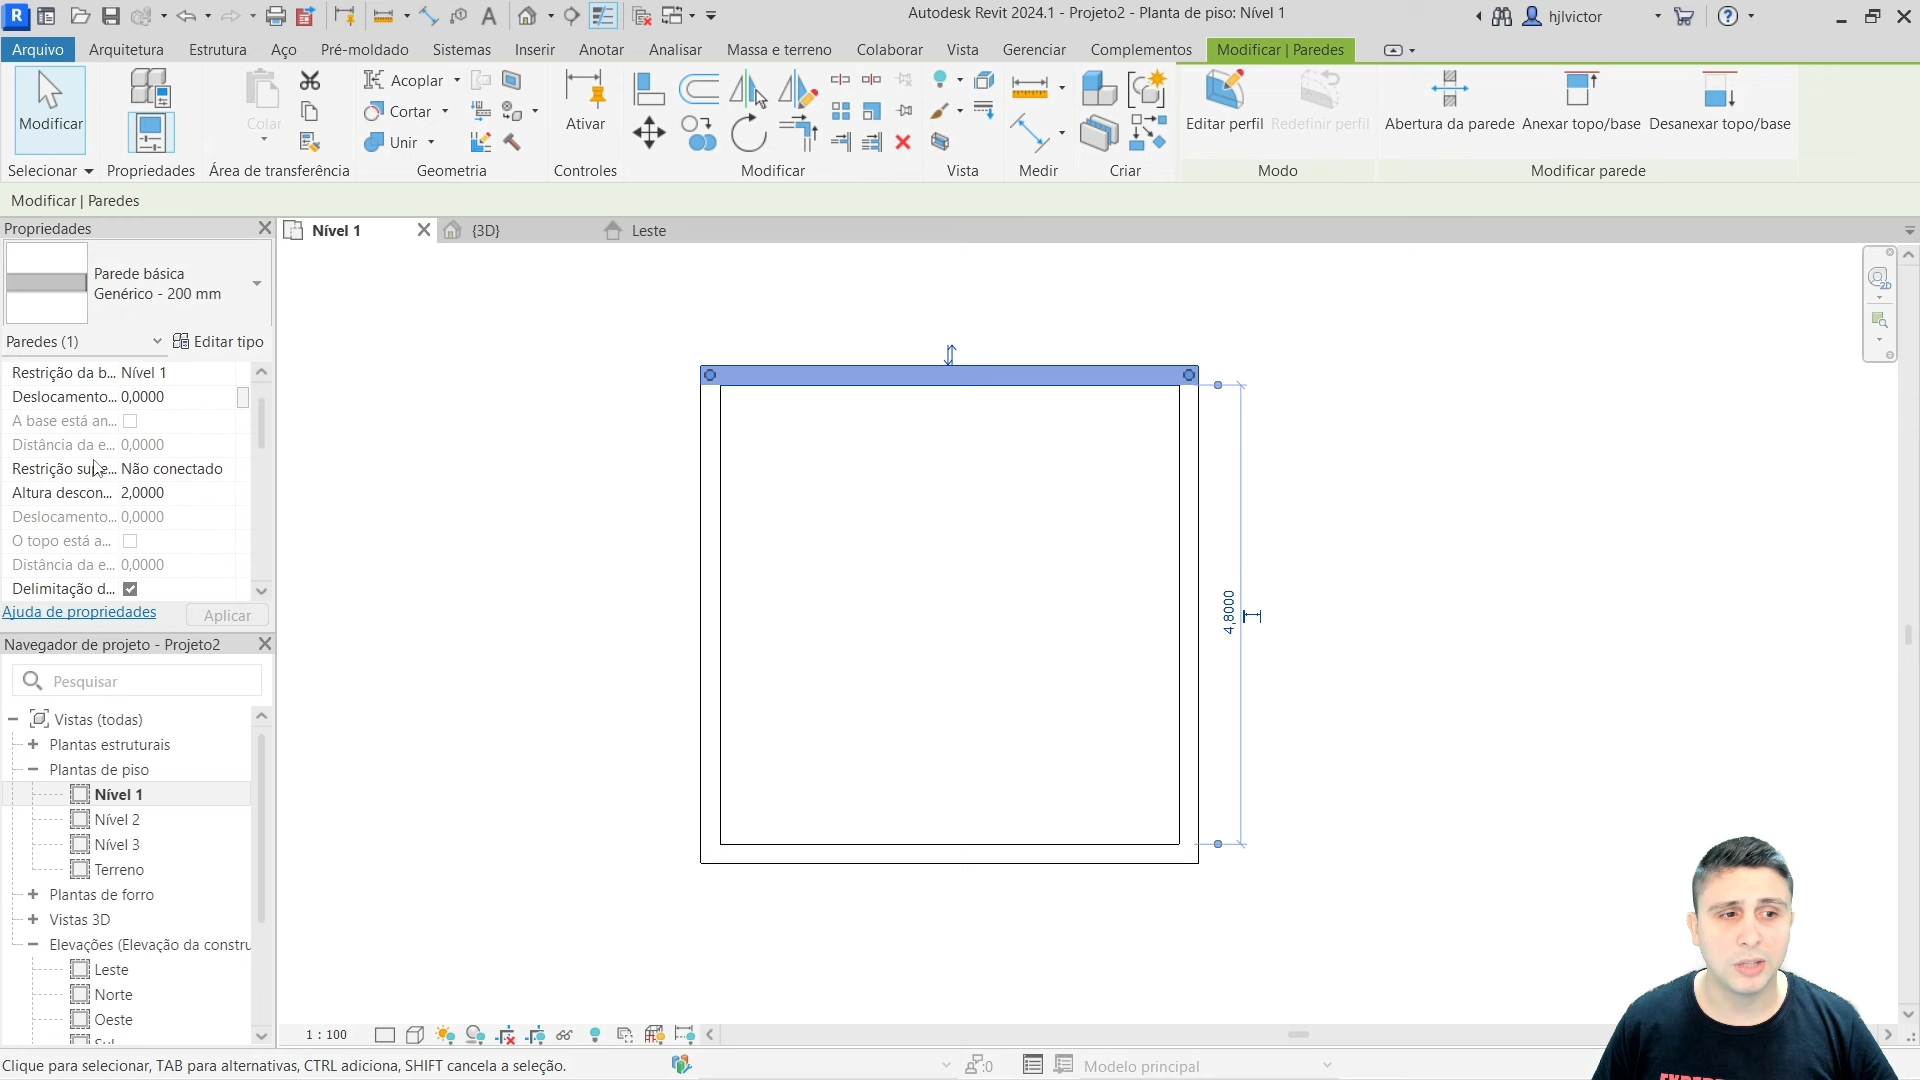 Autodesk Revit 2024.1 - Projeto2 - Planta de piso: Nível 1
hjlvictor
Arquivo Arquitetura Estrutura Aço Pré-moldado Sistemas Inserir Anotar Analisar Massa e terreno Colaborar Vista Gerenciar Complementos Modificar | Paredes
Modificar
Colar
Acoplar
Cortar
Unir
Ativar
Editar perfil Redefinir perfil Abertura da parede Anexar topo/base Desanexar topo/base
Selecionar Propriedades Área de transferência Geometria Controles Modificar Vista Medir Criar Modo Modificar parede
Modificar | Paredes
Propriedades
Nível 1 {3D} Leste
Parede básica
Genérico - 200 mm
Paredes (1) Editar tipo
Restrição da b... Nível 1
Deslocamento... 0,0000
A base está an...
Distância da e... 0,0000
Restrição supe... Não conectado
Altura descon... 2,0000
Deslocamento... 0,0000
O topo está a...
Distância da e... 0,0000
Delimitação d...
Ajuda de propriedades Aplicar
Navegador de projeto - Projeto2
Pesquisar
Vistas (todas)
Plantas estruturais
Plantas de piso
Nível 1
Nível 2
Nível 3
Terreno
Plantas de forro
Vistas 3D
Elevações (Elevação da constru
Leste
Norte
Oeste
4,8000
2D
1 : 100
Clique para selecionar, TAB para alternativas, CTRL adiciona, SHIFT cancela a seleção.
:0
Modelo principal